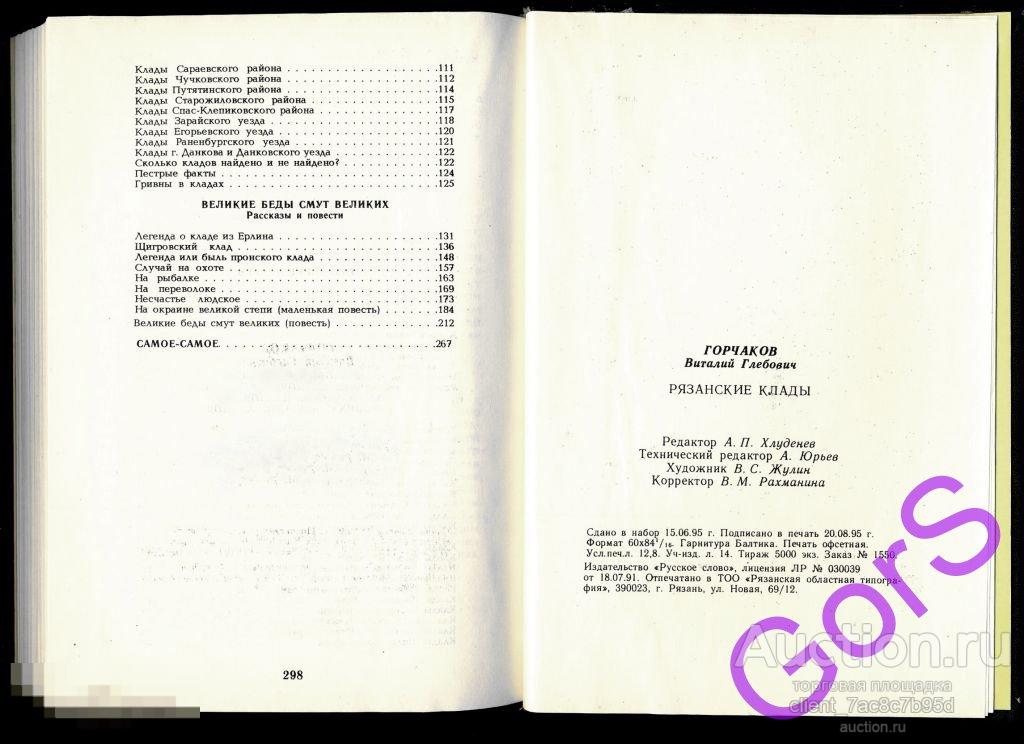 Клады Сараевского района . . . . . . . . . . . . . . . . . . . .111
Клады Чучковского района . . . . . . . . . . . . . . . . . . . .112
Клады Путятинского района . . . . . . . . . . . . . . . . . . . .114
Клады Старожиловского района . . . . . . . . . . . . . . . . .115
Клады Спас-Клепиковского района . . . . . . . . . . . . . . . .117
Клады Зарайского уезда . . . . . . . . . . . . . . . . . . . . .118
Клады Егорьевского уезда . . . . . . . . . . . . . . . . . . . .120
Клады Раненбургского уезда . . . . . . . . . . . . . . . . . . .121
Клады г. Данкова и Данковского уезда . . . . . . . . . . . . . .122
Сколько кладов найдено и не найдено? . . . . . . . . . . . . .122
Пестрые факты . . . . . . . . . . . . . . . . . . . . . . . . . .124
Гривны в кладах . . . . . . . . . . . . . . . . . . . . . . . . .125
ВЕЛИКИЕ БЕДЫ СМУТ ВЕЛИКИХ
Рассказы и повести
Легенда о кладе из Ерлина . . . . . . . . . . . . . . . . . . . .131
Щигровский клад . . . . . . . . . . . . . . . . . . . . . . . . .136
Легенда или быль пронского клада . . . . . . . . . . . . . . . .148
Случай на охоте . . . . . . . . . . . . . . . . . . . . . . . . .157
На рыбалке . . . . . . . . . . . . . . . . . . . . . . . . . . .163
На переволоке . . . . . . . . . . . . . . . . . . . . . . . . . .169
Несчастье людское . . . . . . . . . . . . . . . . . . . . . . . .173
На окраине великой степи (маленькая повесть) . . . . . . .184
Великие беды смут великих (повесть) . . . . . . . . . . . . .212
САМОЕ-САМОЕ. . . . . . . . . . . . . . . . . . . . . . . . . . .267
298
ГОРЧАКОВ
Виталий Глебович
РЯЗАНСКИЕ КЛАДЫ
Редактор А. П. Хлуденев
Технический редактор А. Юрьев
Художник В. С. Жулин
Корректор В. М. Рахманина
Сдано в набор 15.06.95 г. Подписано в печать 20.08.95 г.
Формат 60х84 1/16. Гарнитура Балтика. Печать офсетная.
Усл.печ.л. 12,8. Уч-изд. л. 14. Тираж 5000 экз. Заказ № 1550.
Издательство «Русское слово», лицензия ЛР № 030039
от 18.07.91. Отпечатано в ТОО «Рязанская областная типогра-
фия», 390023, г. Рязань, ул. Новая, 69/12.
GorS
Auction.ru
торговая площадка
client_7ac8c7b95d
auction.ru